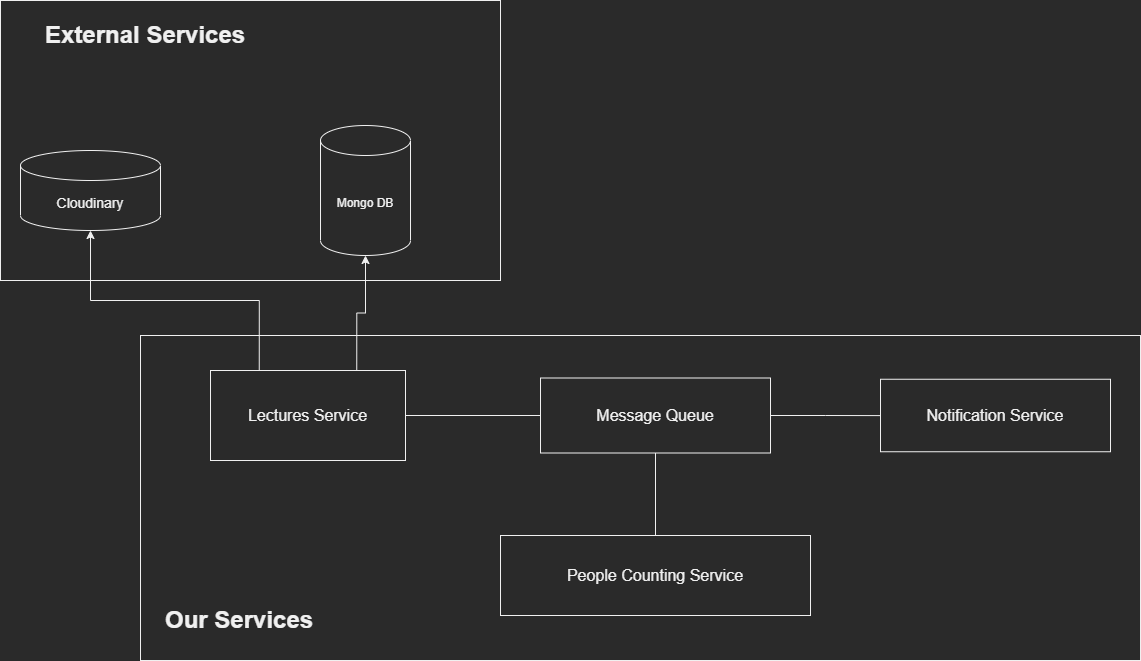 External Services
Cloudinary
Mongo DB
Lectures Service
Message Queue
Notification Service
People Counting Service
Our Services